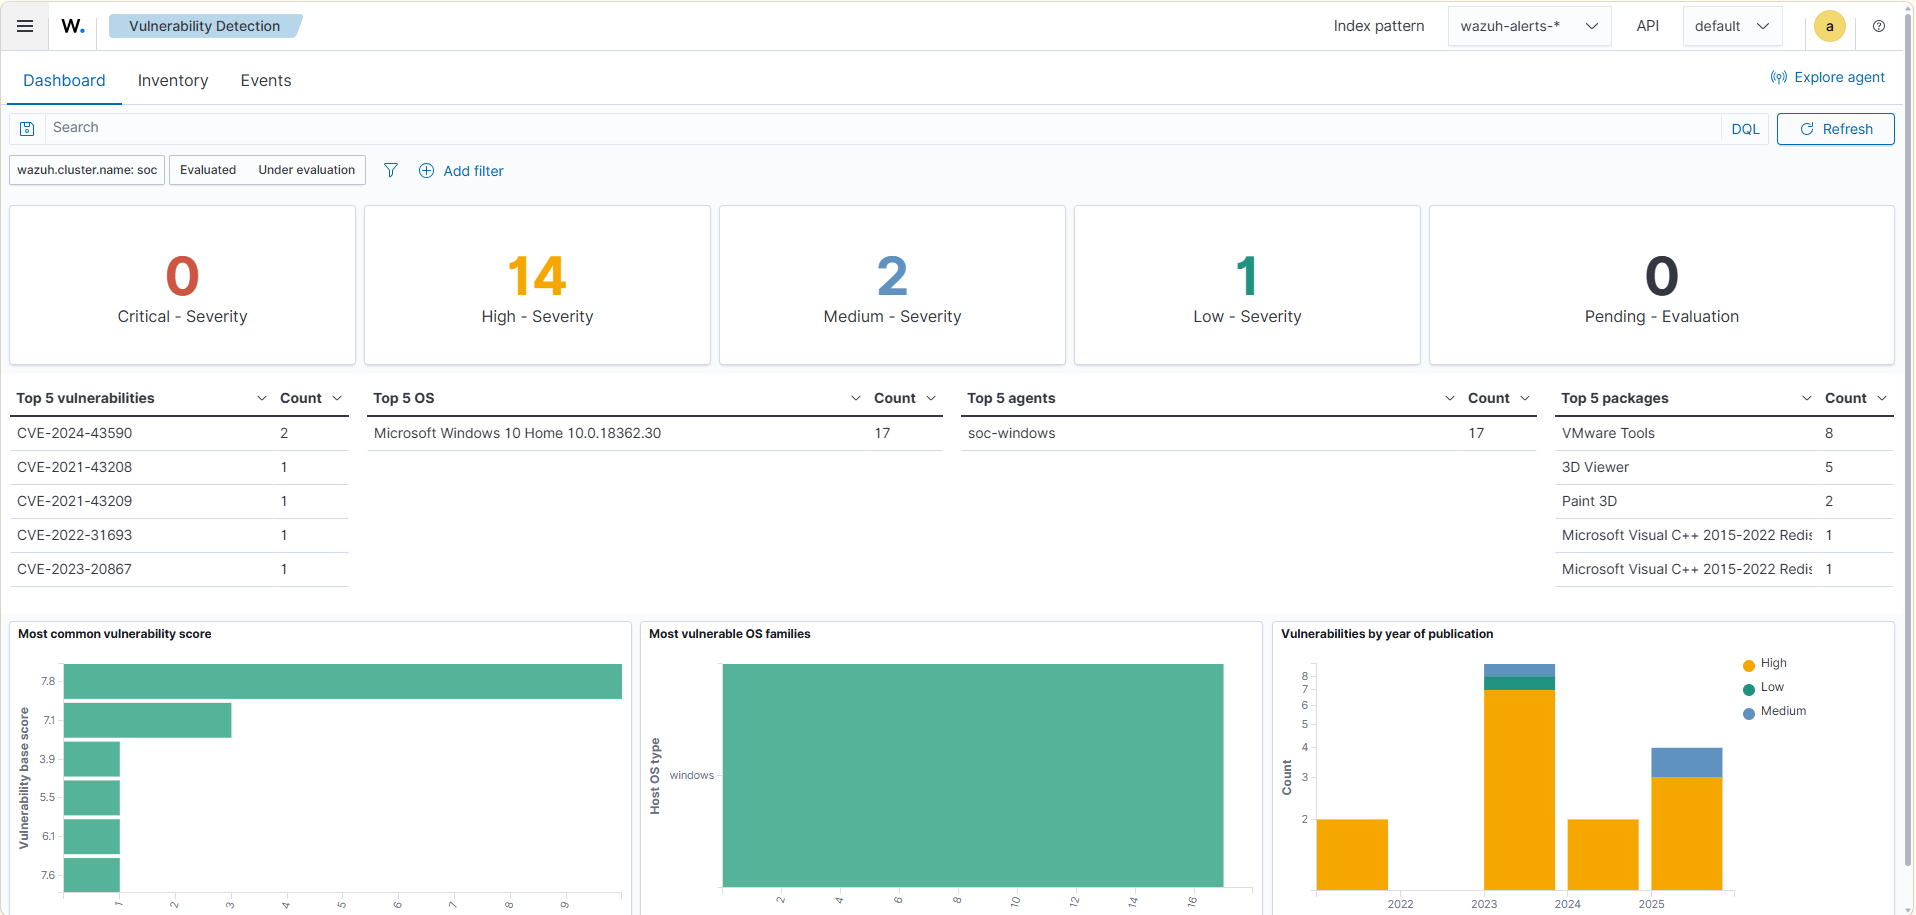 W. Vulnerability Detection Index pattern wazuh-alerts-* API default a
Dashboard Inventory Events Explore agent
Search DQL Refresh
wazuh.cluster.name: soc Evaluated Under evaluation Add filter
0 14 2 1 0
Critical - Severity High - Severity Medium - Severity Low - Severity Pending - Evaluation
Top 5 vulnerabilities Count Top 5 OS Count Top 5 agents Count Top 5 packages Count
CVE-2024-43590 2 Microsoft Windows 10 Home 10.0.18362.30 17 soc-windows 17 VMware Tools 8
CVE-2021-43208 1 3D Viewer 5
CVE-2021-43209 1 Paint 3D 2
CVE-2022-31693 1 Microsoft Visual C++ 2015-2022 Redis 1
CVE-2023-20867 1 Microsoft Visual C++ 2015-2022 Redis 1
Most common vulnerability score
Vulnerability base score
7.8
7.1
3.9
5.5
6.1
7.6
1 2 3 4 5 6 7 8 9
Most vulnerable OS families
Host OS type
windows
2 4 6 8 10 12 14 16
Vulnerabilities by year of publication
Count
8
7
6
5
4
3
2
2022 2023 2024 2025
High
Low
Medium